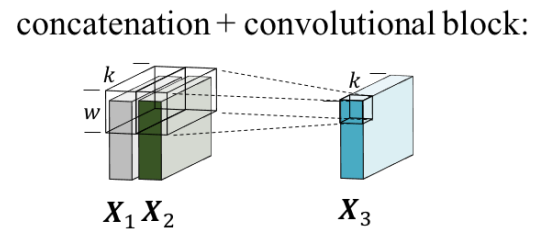 concatenation + convolutional block:
k
k
w
X₁ X₂
X₃